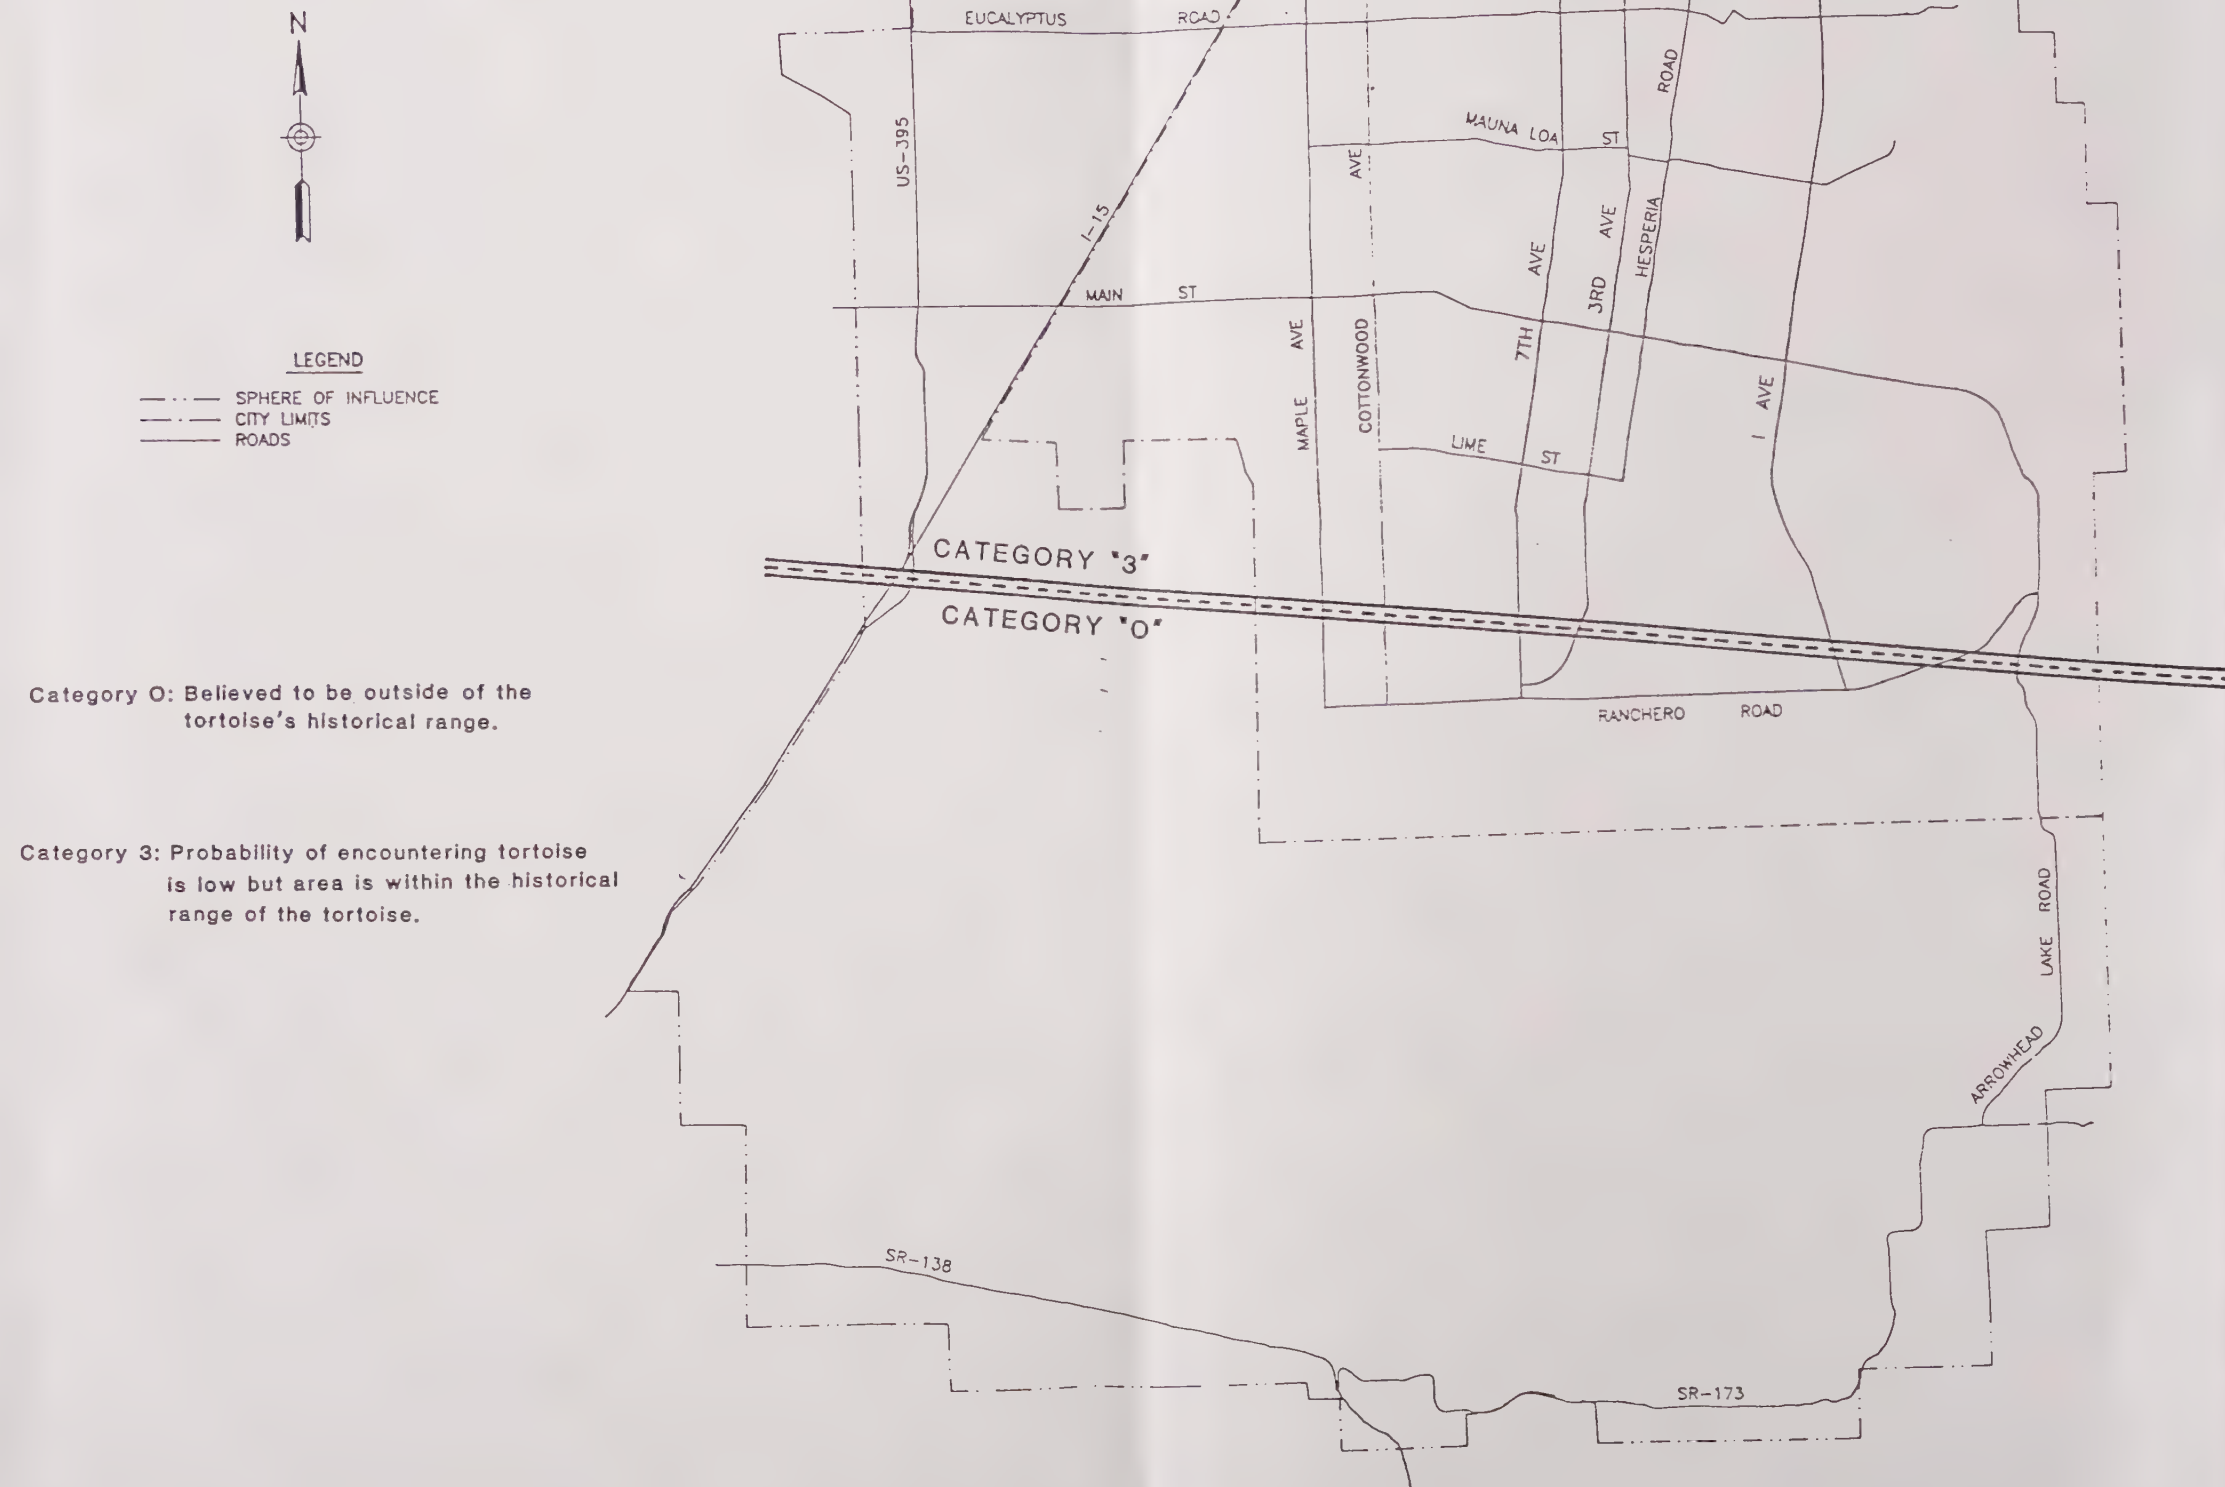 N
EUCALYPTUS ROAD
US-395
I-15
MAUNA LOA ST
ROAD
HESPERIA
AVE
AVE
3RD
AVE
7TH
MAIN ST
AVE
MAPLE
COTTONWOOD
AVE
I
LIME ST
LEGEND
SPHERE OF INFLUENCE
CITY LIMITS
ROADS
CATEGORY "3"
CATEGORY "0"
RANCHERO ROAD
Category 0: Believed to be outside of the
tortoise's historical range.
Category 3: Probability of encountering tortoise
is low but area is within the historical
range of the tortoise.
ROAD
LAKE
ARROWHEAD
SR-138
SR-173